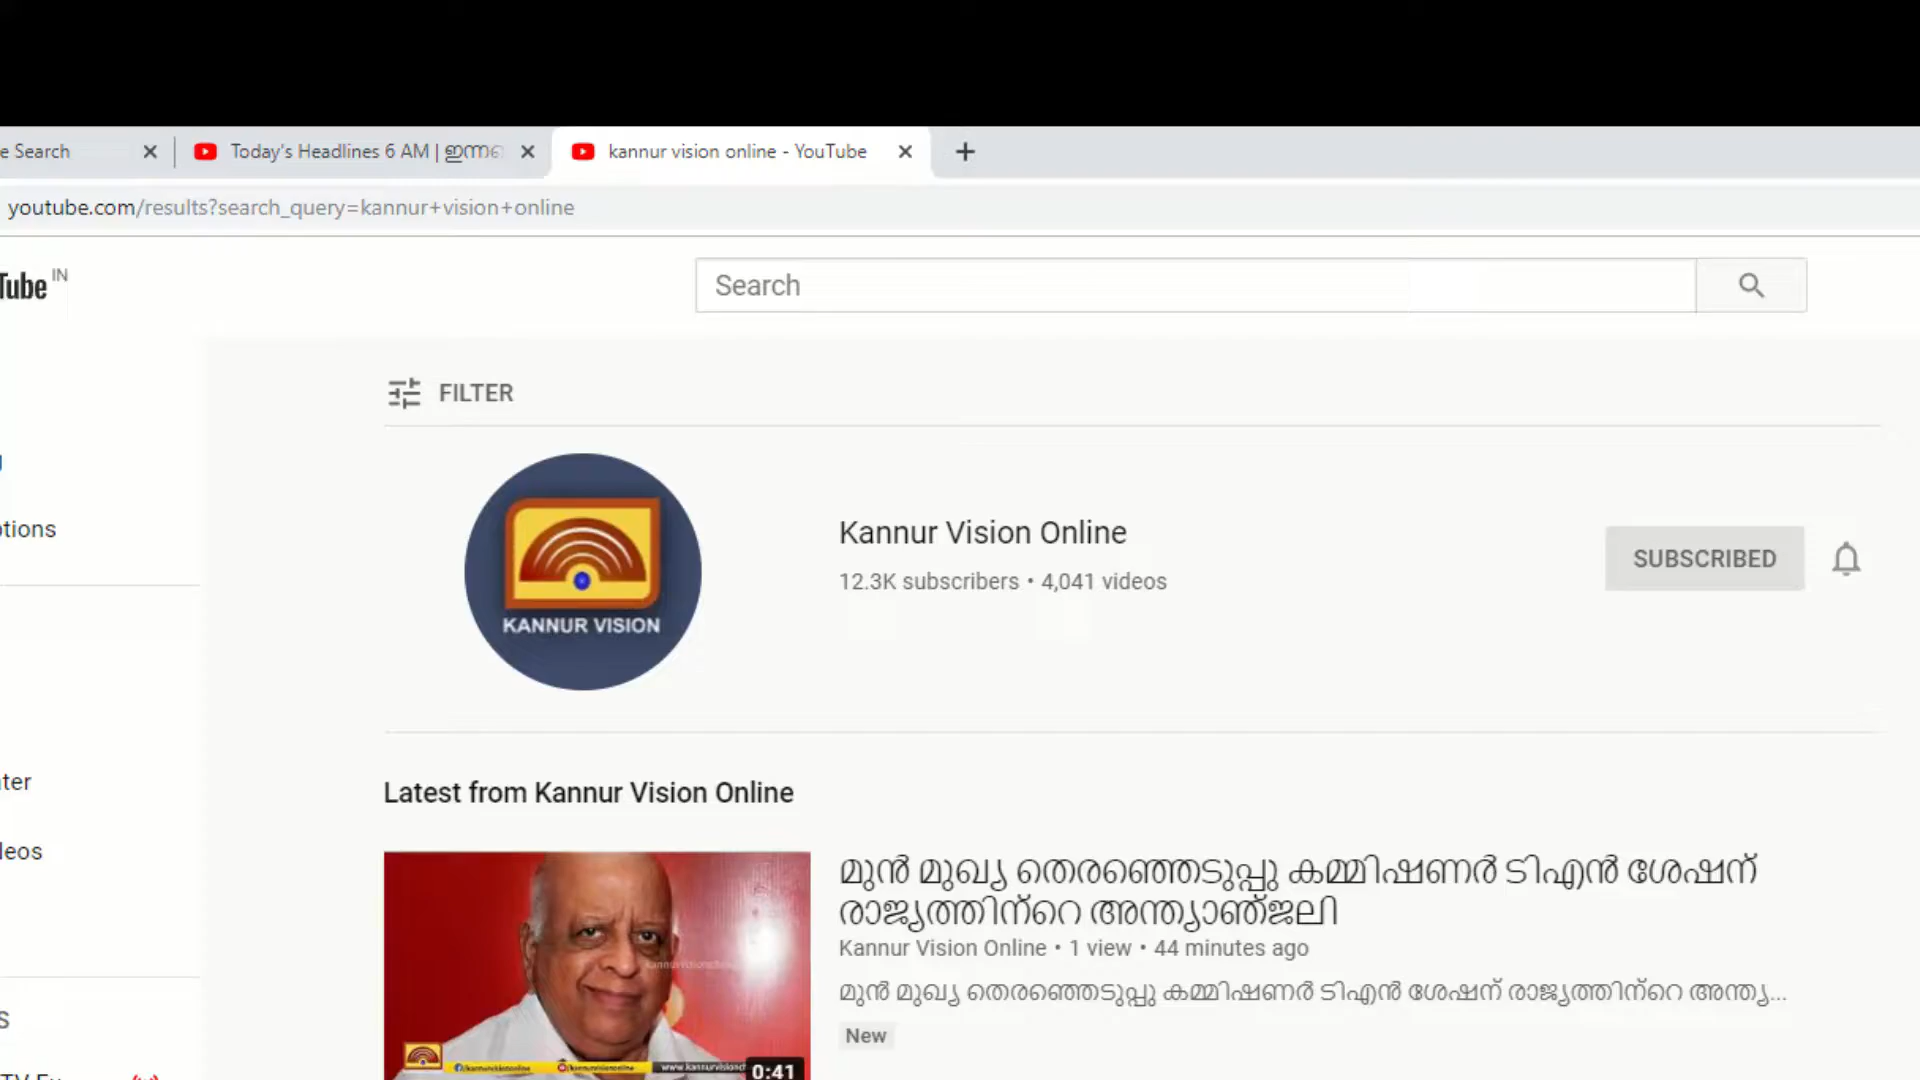 e Search
Today's Headlines 6 AM |
kannur vision online - YouTube
youtube.com/results?search_query=kannur+vision+online
Tube IN
Search
FILTER
KANNUR VISION
Kannur Vision Online
12.3K subscribers • 4,041 videos
SUBSCRIBED
Latest from Kannur Vision Online
മുൻ മുഖ്യ തെരഞ്ഞെടുപ്പു കമ്മിഷണർ ടിഎൻ ശേഷന്
രാജ്യത്തിന്റെ അന്ത്യാഞ്ജലി
Kannur Vision Online • 1 view • 44 minutes ago
മുൻ മുഖ്യ തെരഞ്ഞെടുപ്പു കമ്മിഷണർ ടിഎൻ ശേഷന് രാജ്യത്തിന്റെ അന്ത്യ...
New
0:41